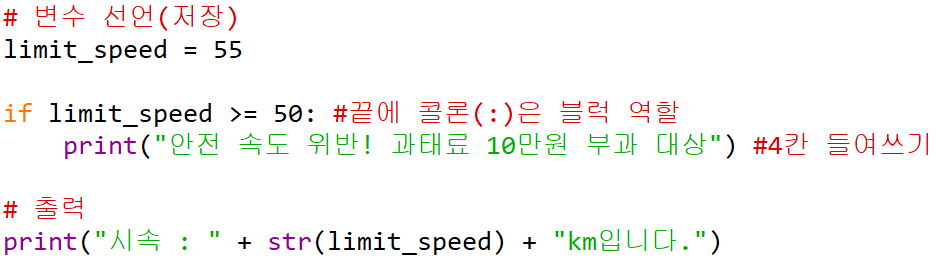 # 변수 선언(저장)
limit_speed = 55
if limit_speed >= 50: #끝에 콜론(:)은 블럭 역할
    print("안전 속도 위반! 과태료 10만원 부과 대상") #4칸 들여쓰기
# 출력
print("시속 : " + str(limit_speed) + "km입니다.")